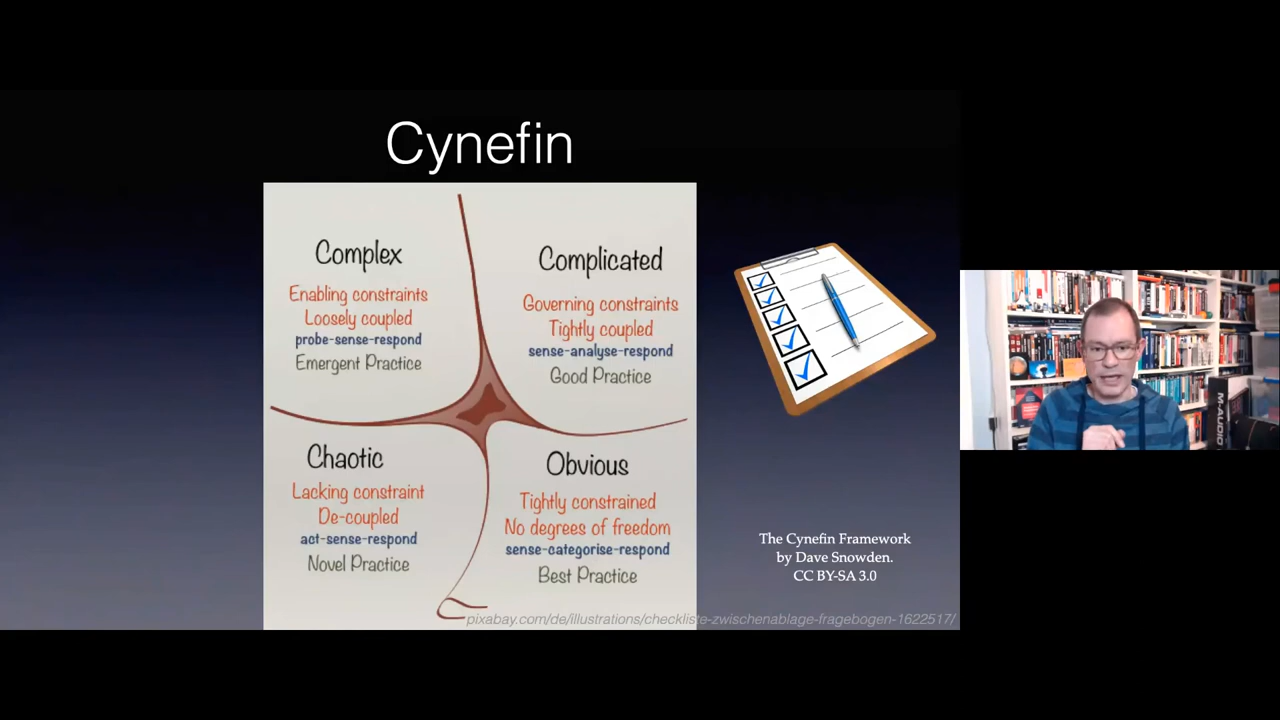 Cynefin
Complex
Enabling constraints
Loosely coupled
probe-sense-respond
Emergent Practice
Complicated
Governing constraints
Tightly coupled
sense-analyse-respond
Good Practice
Chaotic
Lacking constraint
De-coupled
act-sense-respond
Novel Practice
Obvious
Tightly constrained
No degrees of freedom
sense-categorise-respond
Best Practice
The Cynefin Framework
by Dave Snowden.
CC BY-SA 3.0
pixabay.com/de/illustrations/checkliste-zwischenablage-fragebogen-1622517/
M-AUDIO